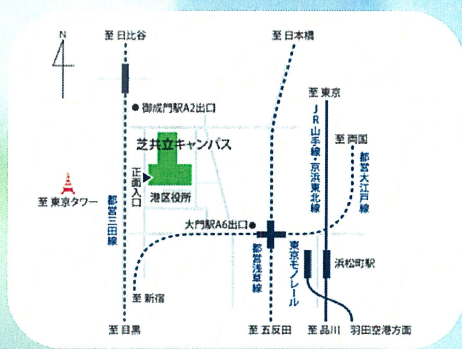 N
至 日比谷
至 日本橋
至 東京
御成門駅A2出口
JR山手線・京浜東北線
至 両国
芝共立キャンパス
都営大江戸線
正面入口
港区役所
至 東京タワー
都営三田線
大門駅A6出口
都営浅草線
東京モノレール
浜松町駅
至 新宿
至 目黒
至 五反田
至 品川
羽田空港方面